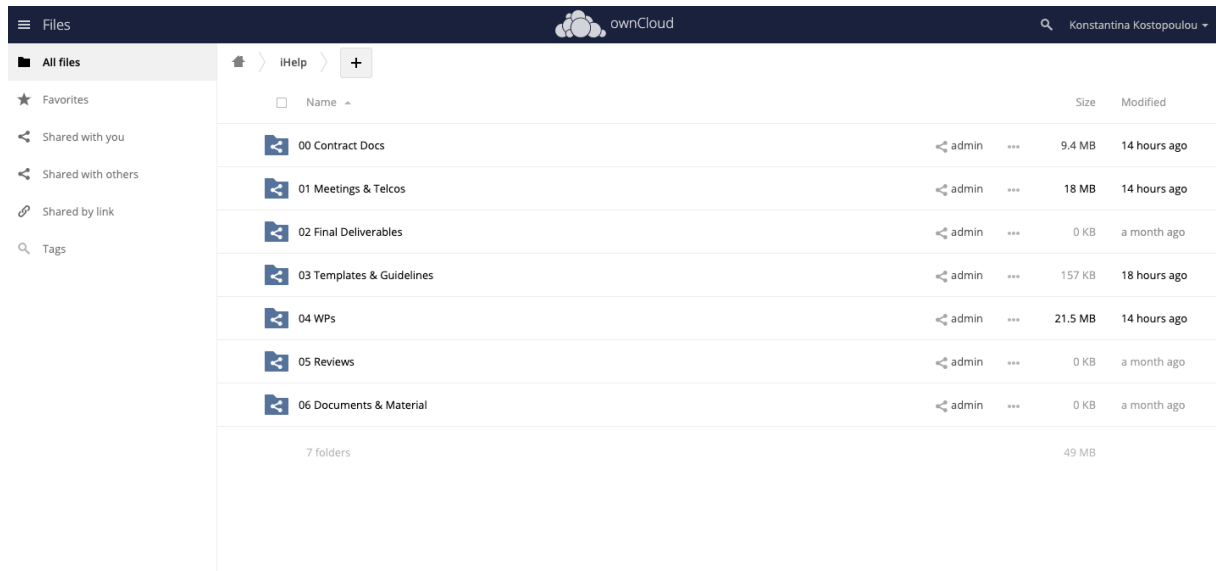 Files ownCloud Konstantina Kostopoulou
All files
Favorites
Shared with you
Shared with others
Shared by link
Tags
iHelp +
Name Size Modified
00 Contract Docs admin ••• 9.4 MB 14 hours ago
01 Meetings & Telcos admin ••• 18 MB 14 hours ago
02 Final Deliverables admin ••• 0 KB a month ago
03 Templates & Guidelines admin ••• 157 KB 18 hours ago
04 WPs admin ••• 21.5 MB 14 hours ago
05 Reviews admin ••• 0 KB a month ago
06 Documents & Material admin ••• 0 KB a month ago
7 folders 49 MB